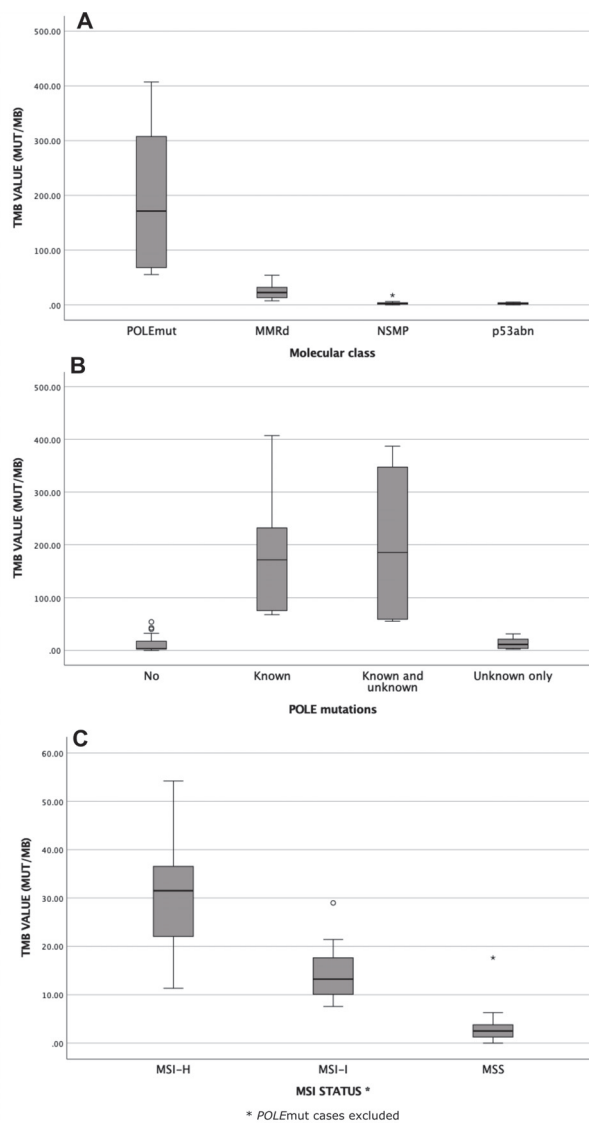 A
TMB VALUE (MUT/MB)
500.00
400.00
300.00
200.00
100.00
.00
POLEmut MMRd NSMP p53abn
Molecular class
B
TMB VALUE (MUT/MB)
500.00
400.00
300.00
200.00
100.00
.00
No Known Known and Unknown only
unknown
POLE mutations
C
TMB VALUE (MUT/MB)
60.00
50.00
40.00
30.00
20.00
10.00
.00
MSI-H MSI-I MSS
MSI STATUS *
* POLEmut cases excluded